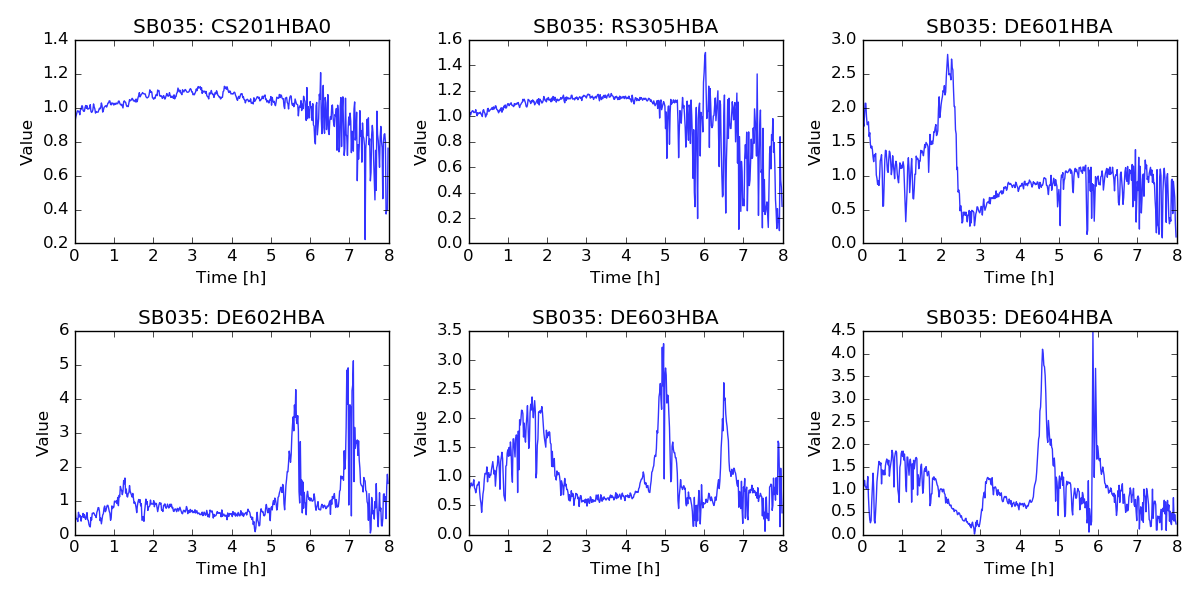 SB035: CS201HBA0
1.4
1.2
1.0
0.8
0.6
0.4
0.2
Value
0 1 2 3 4 5 6 7 8
Time [h]
SB035: RS305HBA
1.6
1.4
1.2
1.0
0.8
0.6
0.4
0.2
0.0
Value
0 1 2 3 4 5 6 7 8
Time [h]
SB035: DE601HBA
3.0
2.5
2.0
1.5
1.0
0.5
0.0
Value
0 1 2 3 4 5 6 7 8
Time [h]
SB035: DE602HBA
6
5
4
3
2
1
0
Value
0 1 2 3 4 5 6 7 8
Time [h]
SB035: DE603HBA
3.5
3.0
2.5
2.0
1.5
1.0
0.5
0.0
Value
0 1 2 3 4 5 6 7 8
Time [h]
SB035: DE604HBA
4.5
4.0
3.5
3.0
2.5
2.0
1.5
1.0
0.5
0.0
Value
0 1 2 3 4 5 6 7 8
Time [h]